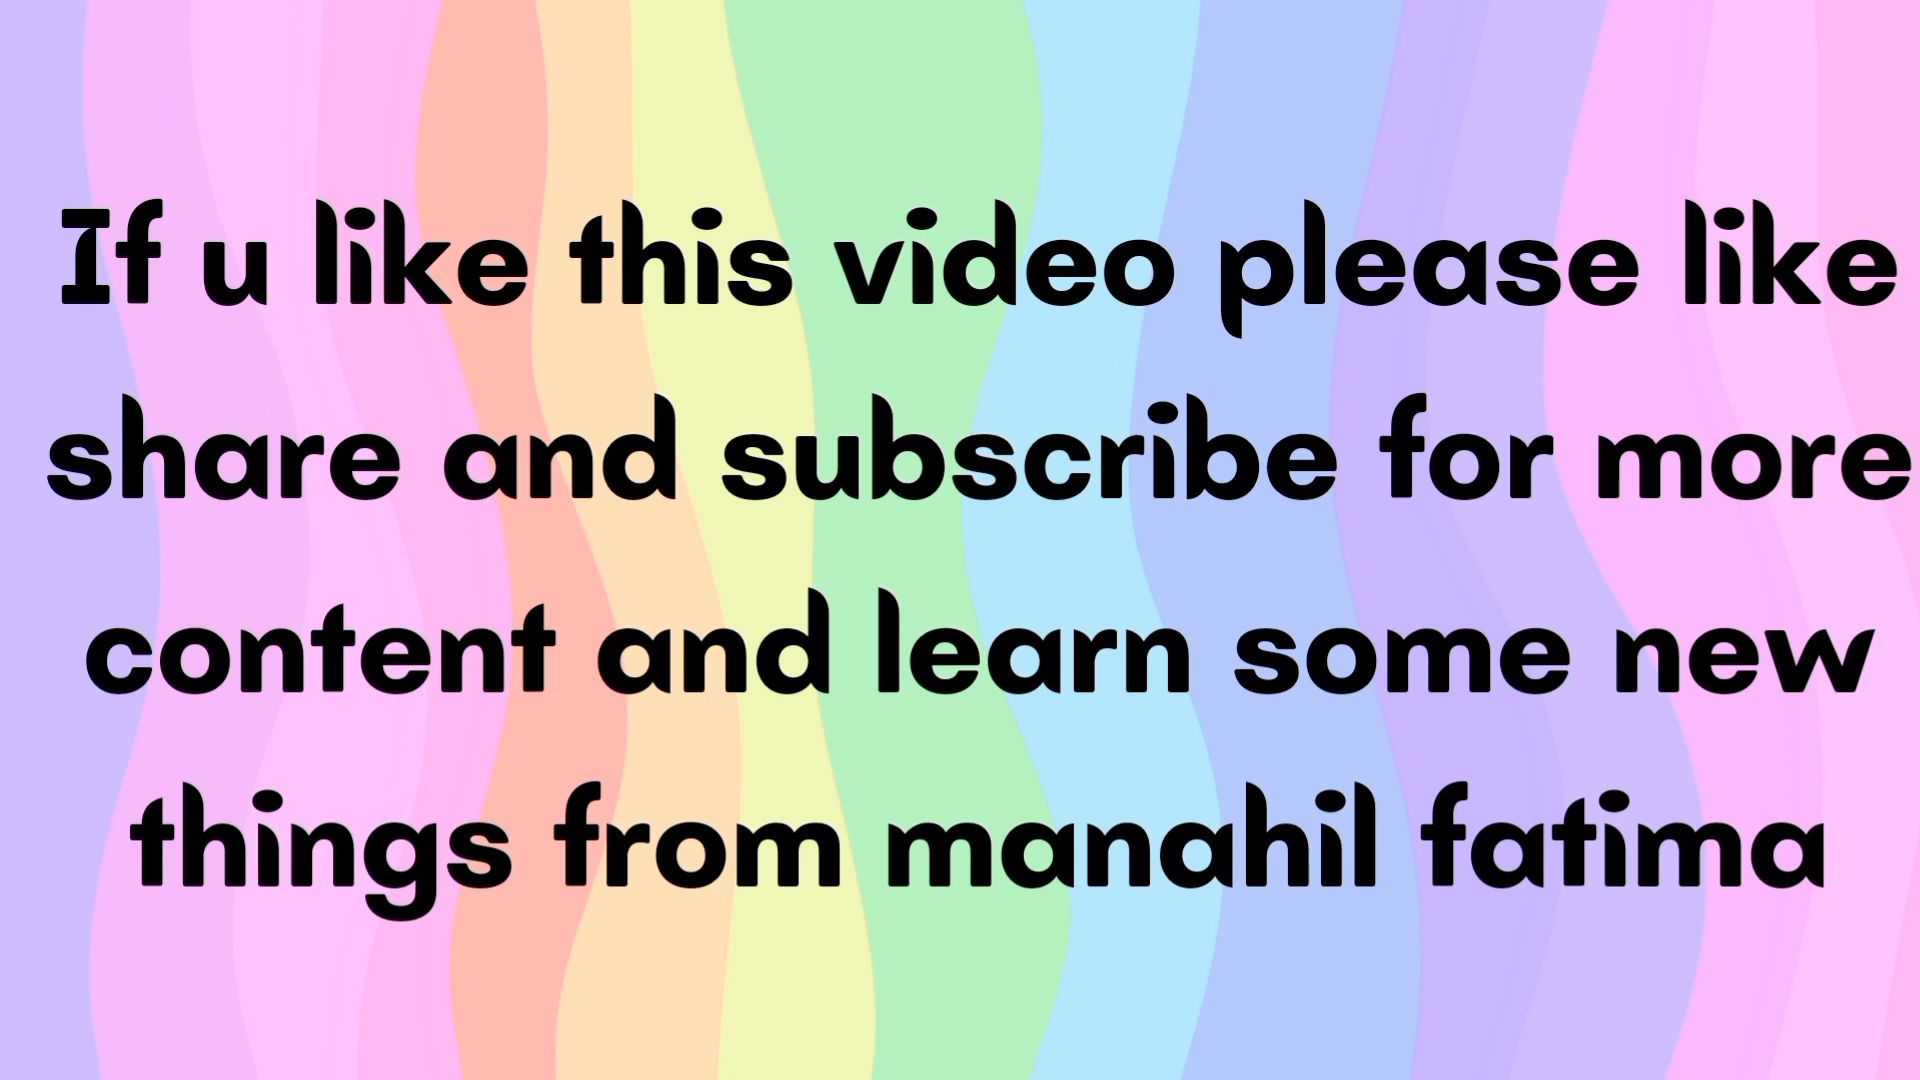 If u like this video please like
share and subscribe for more
content and learn some new
things from manahil fatima